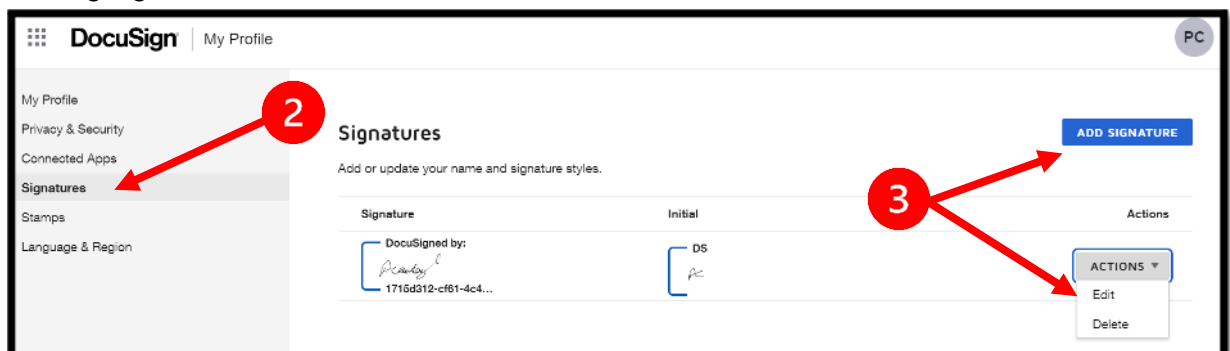 DocuSign My Profile
PC
My Profile
Privacy & Security
Connected Apps
Signatures
Stamps
Language & Region
2
Signatures
ADD SIGNATURE
Add or update your name and signature styles.
3
Signature Initial Actions
DocuSigned by:
1715d312-cf61-4c4...
DS
PC
ACTIONS
Edit
Delete